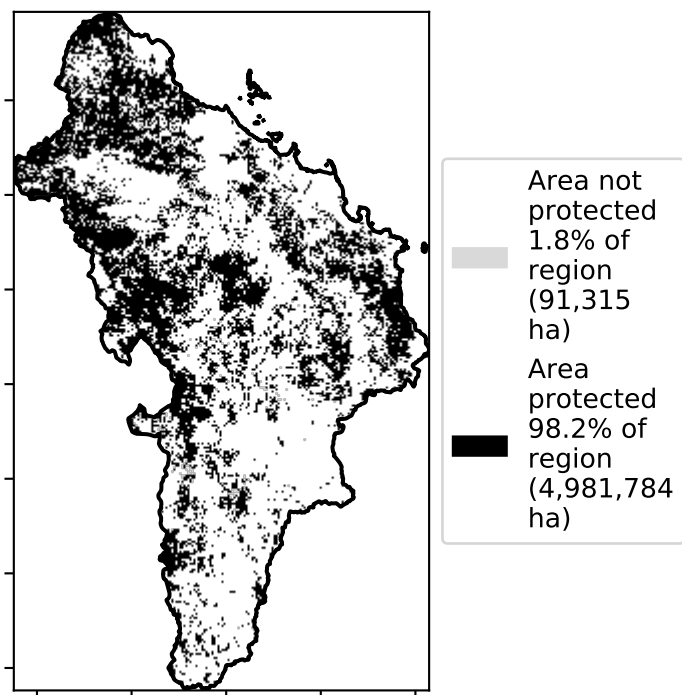 Area not
protected
1.8% of
region
(91,315
ha)
Area
protected
98.2% of
region
(4,981,784
ha)